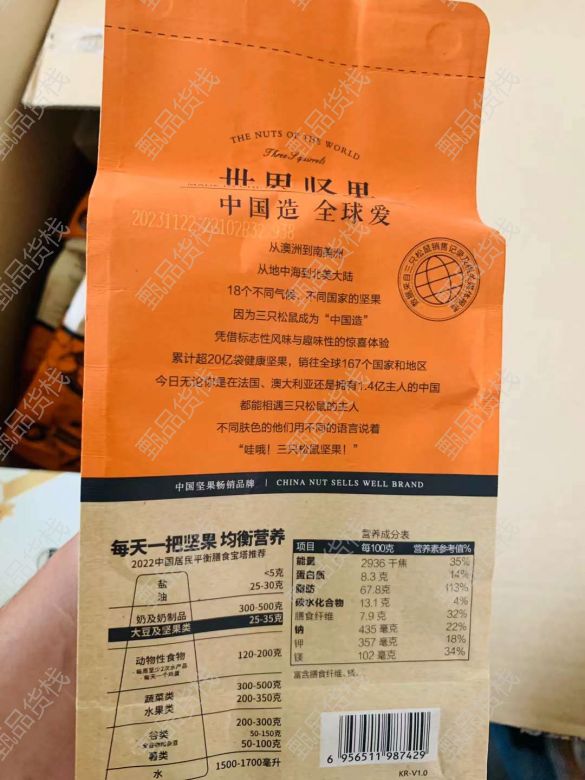 THE NUTS OF THE WORLD
Three Squirrels
世界坚果
中国造 全球爱
从澳洲到南美洲
从地中海到北美大陆
18个不同气候、不同国家的坚果
因为三只松鼠成为“中国造”
凭借标志性风味与趣味性的惊喜体验
累计超20亿袋健康坚果，销往全球167个国家和地区
今日无论你是在法国、澳大利亚还是拥有1.4亿主人的中国
都能相遇三只松鼠的主人
不同肤色的他们用不同的语言说着
“哇哦！三只松鼠坚果！”
中国坚果畅销品牌 | CHINA NUT SELLS WELL BRAND
每天一把坚果 均衡营养
2022中国居民平衡膳食宝塔推荐
盐 <5克
油 25-30克
奶及奶制品 300-500克
大豆及坚果类 25-35克
动物性食物 120-200克
-每周至少2次水产品
-每天一个鸡蛋
蔬菜类 300-500克
水果类 200-350克
谷类 200-300克
50-150克
薯类 50-100克
水 1500-1700毫升
营养成分表
项目 每100克 营养素参考值%
能量 2936 千焦 35%
蛋白质 8.3 克 14%
脂肪 67.8克 113%
碳水化合物 13.1 克 4%
膳食纤维 7.9 克 32%
钠 435 毫克 22%
钾 357 毫克 18%
镁 102 毫克 34%
富含膳食纤维、镁。
6 956511 987429
KR-V1.0
甄品货栈